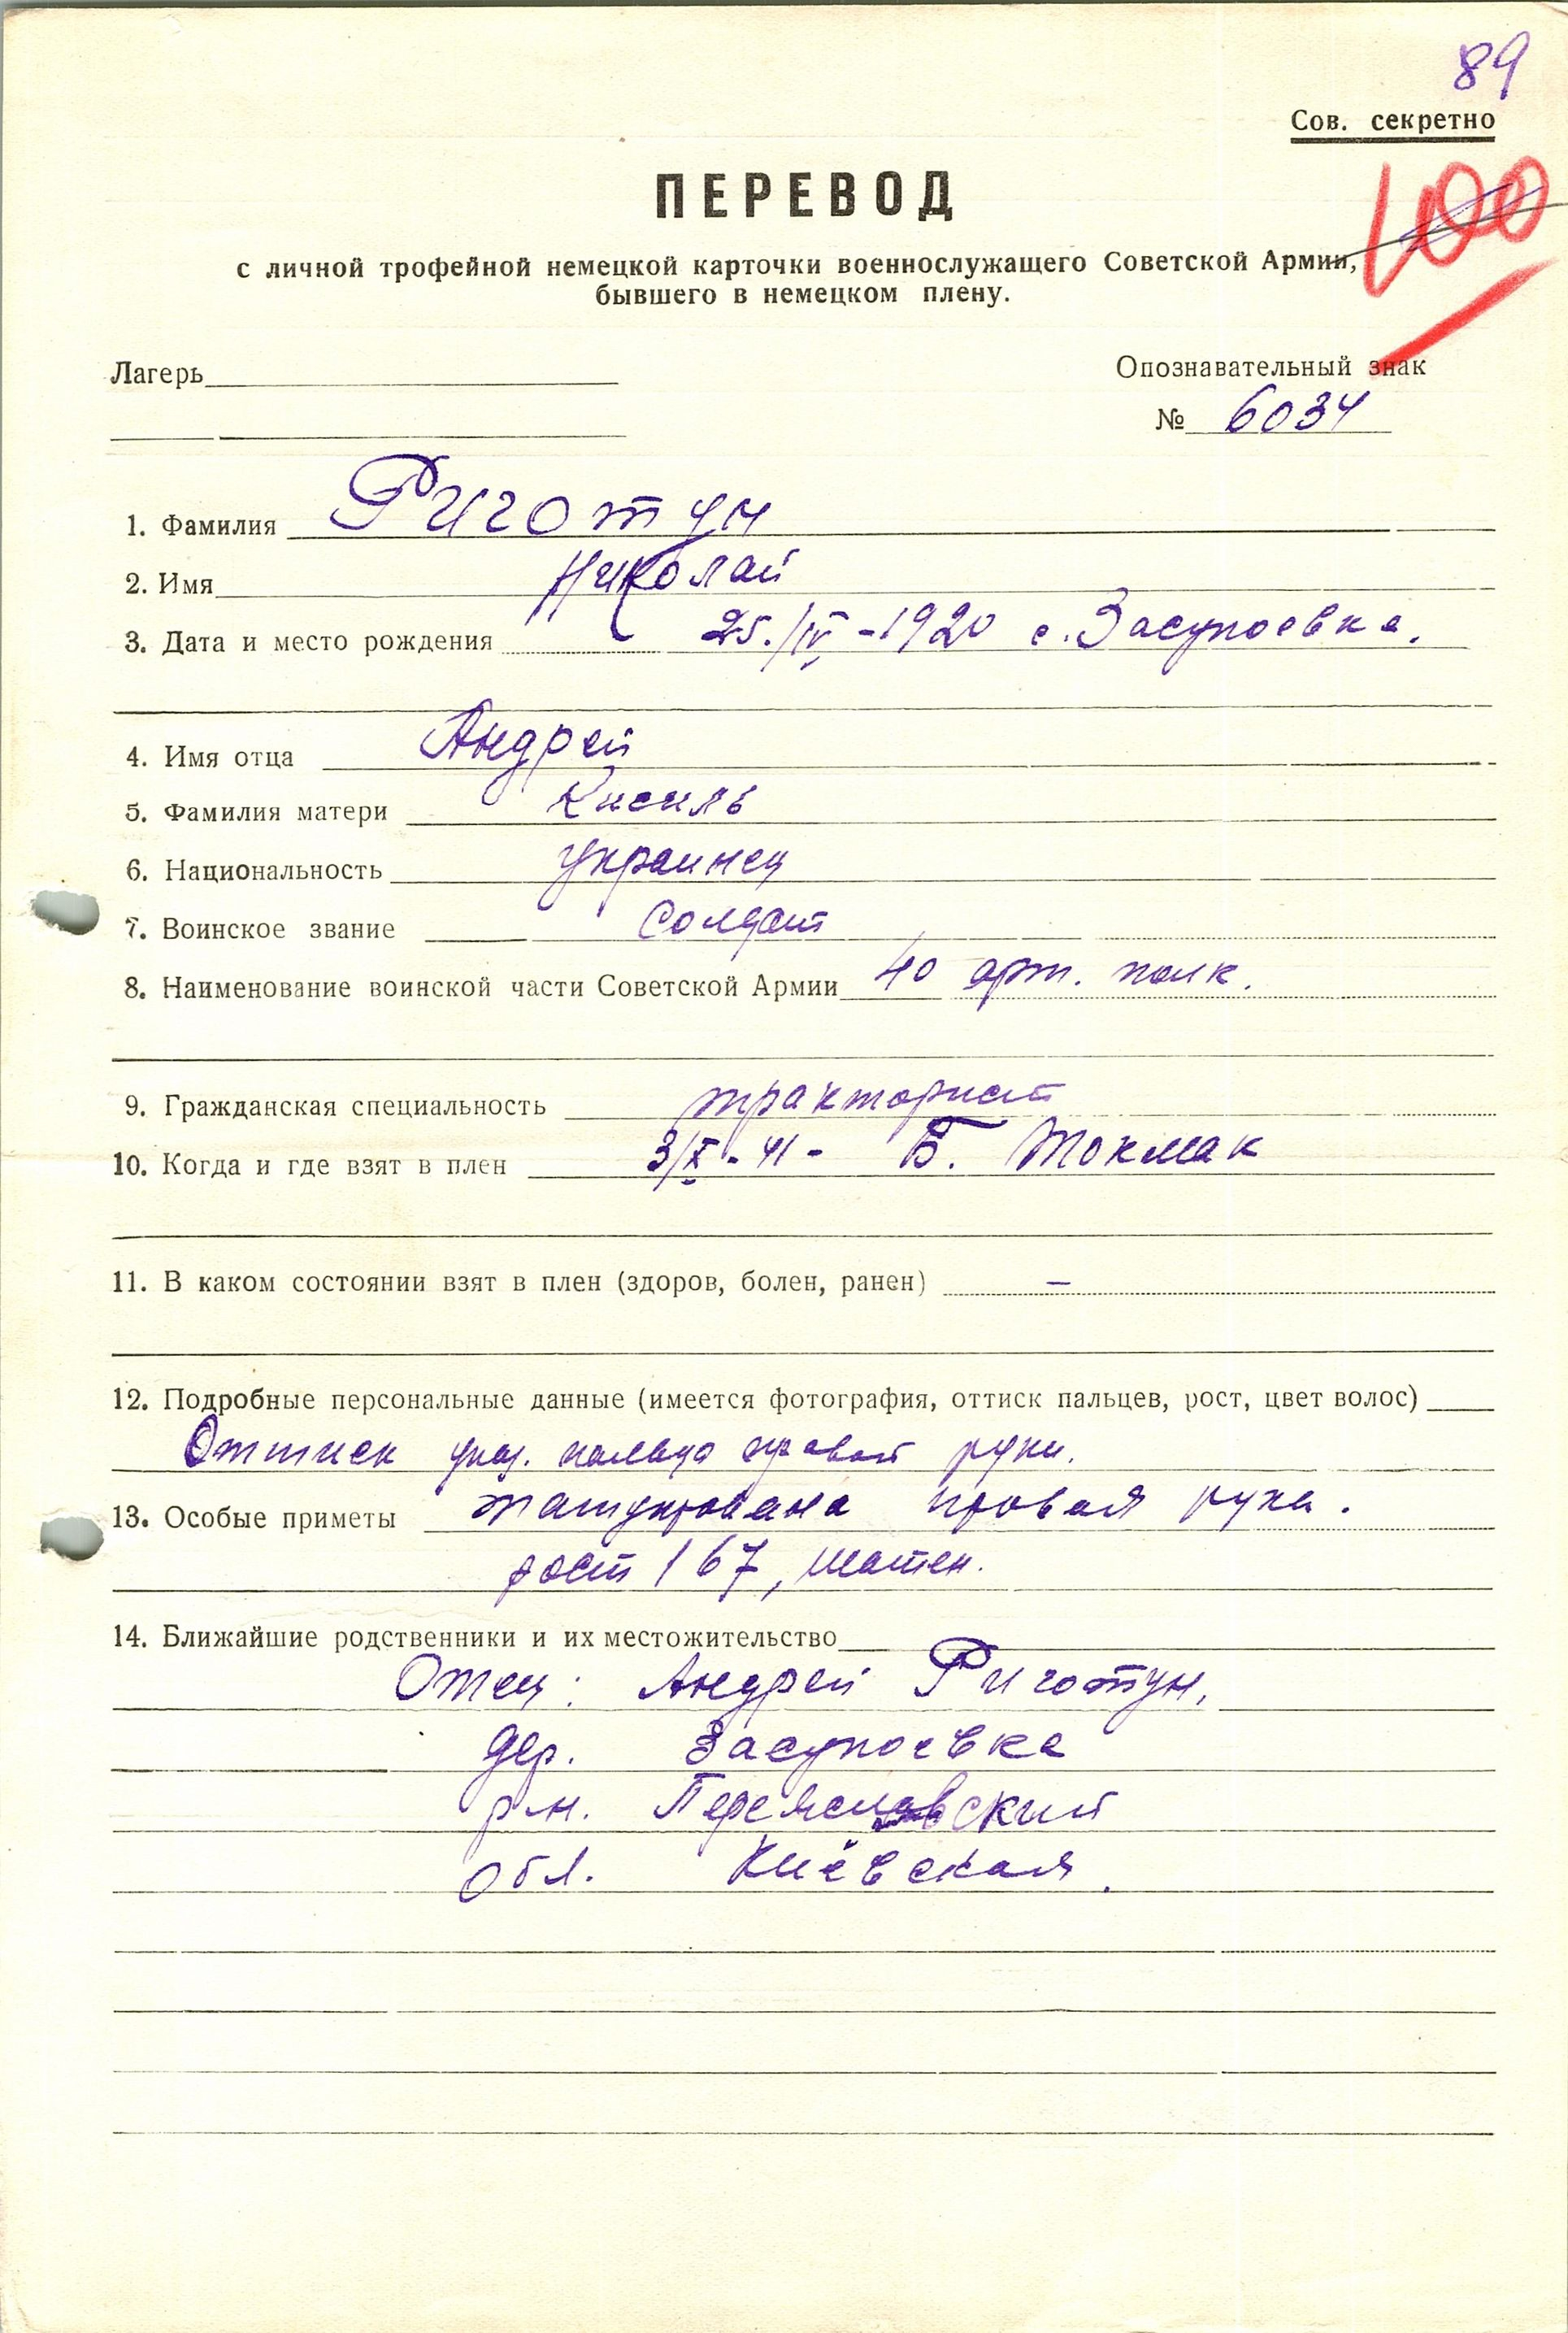 89
Сов. секретно
100
ПЕРЕВОД
с личной трофейной немецкой карточки военнослужащего Советской Армии,
бывшего в немецком плену.
Лагерь
Опознавательный знак
№ 6034
1. Фамилия Риготун
2. Имя Николай
3. Дата и место рождения 25./IV-1920 с. Засупоевка.
4. Имя отца Андрей
5. Фамилия матери Кисиль
6. Национальность украинец
7. Воинское звание Солдат
8. Наименование воинской части Советской Армии 40 арт. полк.
9. Гражданская специальность тракторист
10. Когда и где взят в плен 3/X-41- Б. Токмак
11. В каком состоянии взят в плен (здоров, болен, ранен) –
12. Подробные персональные данные (имеется фотография, оттиск пальцев, рост, цвет волос)
Оттиск указ. пальца правой руки.
13. Особые приметы татуирована правая рука.
рост 167, шатен.
14. Ближайшие родственники и их местожительство
Отец: Андрей Риготун,
дер. Засупоевка
р-н. Переяславский
обл. Киевская.